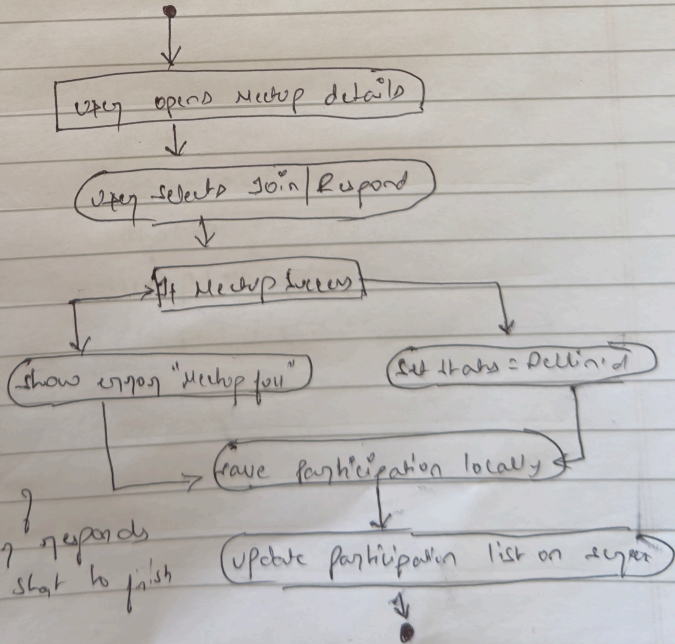 User opens Meetup details
User selects Join/Respond
If Meetup Success
Show error "Meetup full"
Set status = Declined
Save Participation locally
responds
start to finish
Update participation list on server